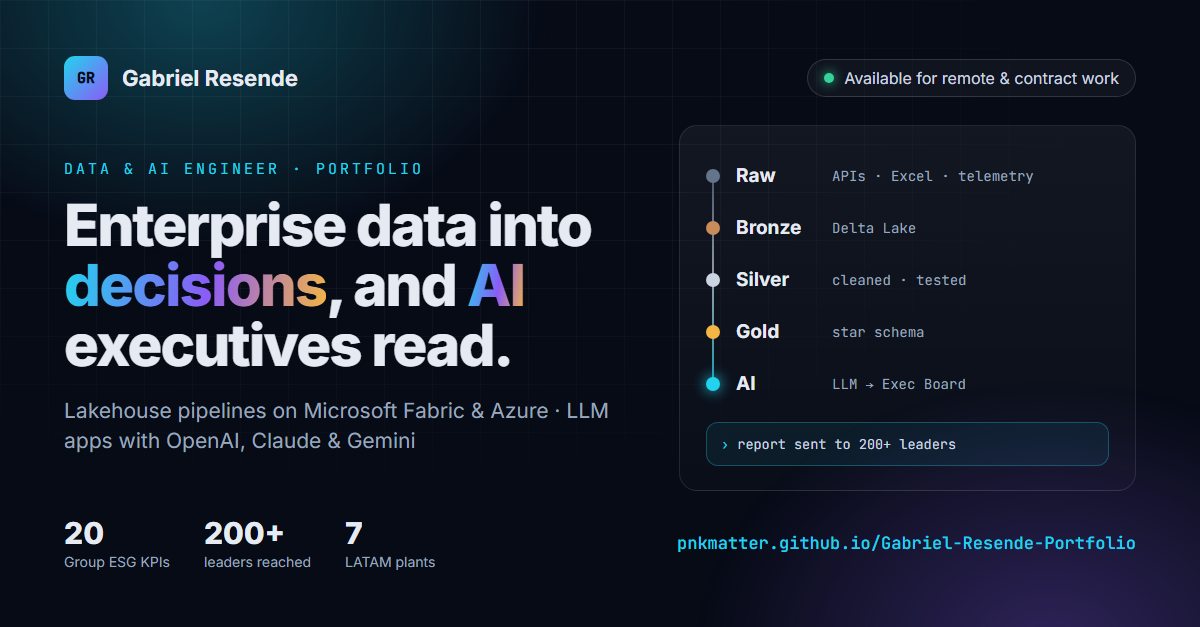 GR
Gabriel Resende
Available for remote & contract work
DATA & AI ENGINEER · PORTFOLIO
Enterprise data into
decisions, and AI
executives read.
Lakehouse pipelines on Microsoft Fabric & Azure · LLM
apps with OpenAI, Claude & Gemini
20
Group ESG KPIs
200+
leaders reached
7
LATAM plants
Raw APIs · Excel · telemetry
Bronze Delta Lake
Silver cleaned · tested
Gold star schema
AI LLM → Exec Board
› report sent to 200+ leaders
pnkmatter.github.io/Gabriel-Resende-Portfolio